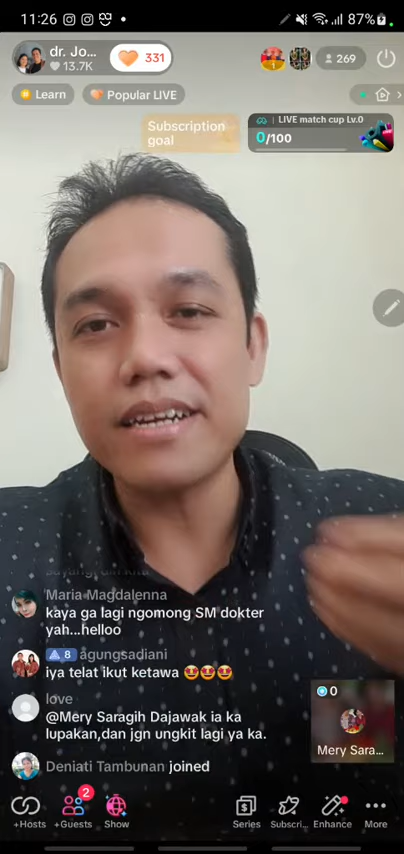 11:26
87%
dr. Jo...
13.7K
331
269
Learn
Popular LIVE
Subscription
goal
LIVE match cup Lv.0
0/100
Maria Magdalenna
kaya ga lagi ngomong SM dokter
yah...helloo
8 agungsadiani
iya telat ikut ketawa 🤩🤩🤩
love
@Mery Saragih Dajawak ia ka
lupakan,dan jgn ungkit lagi ya ka.
0
Mery Sara...
Deniati Tambunan joined
2
+Hosts
+Guests
Show
Series
Subscri...
Enhance
More